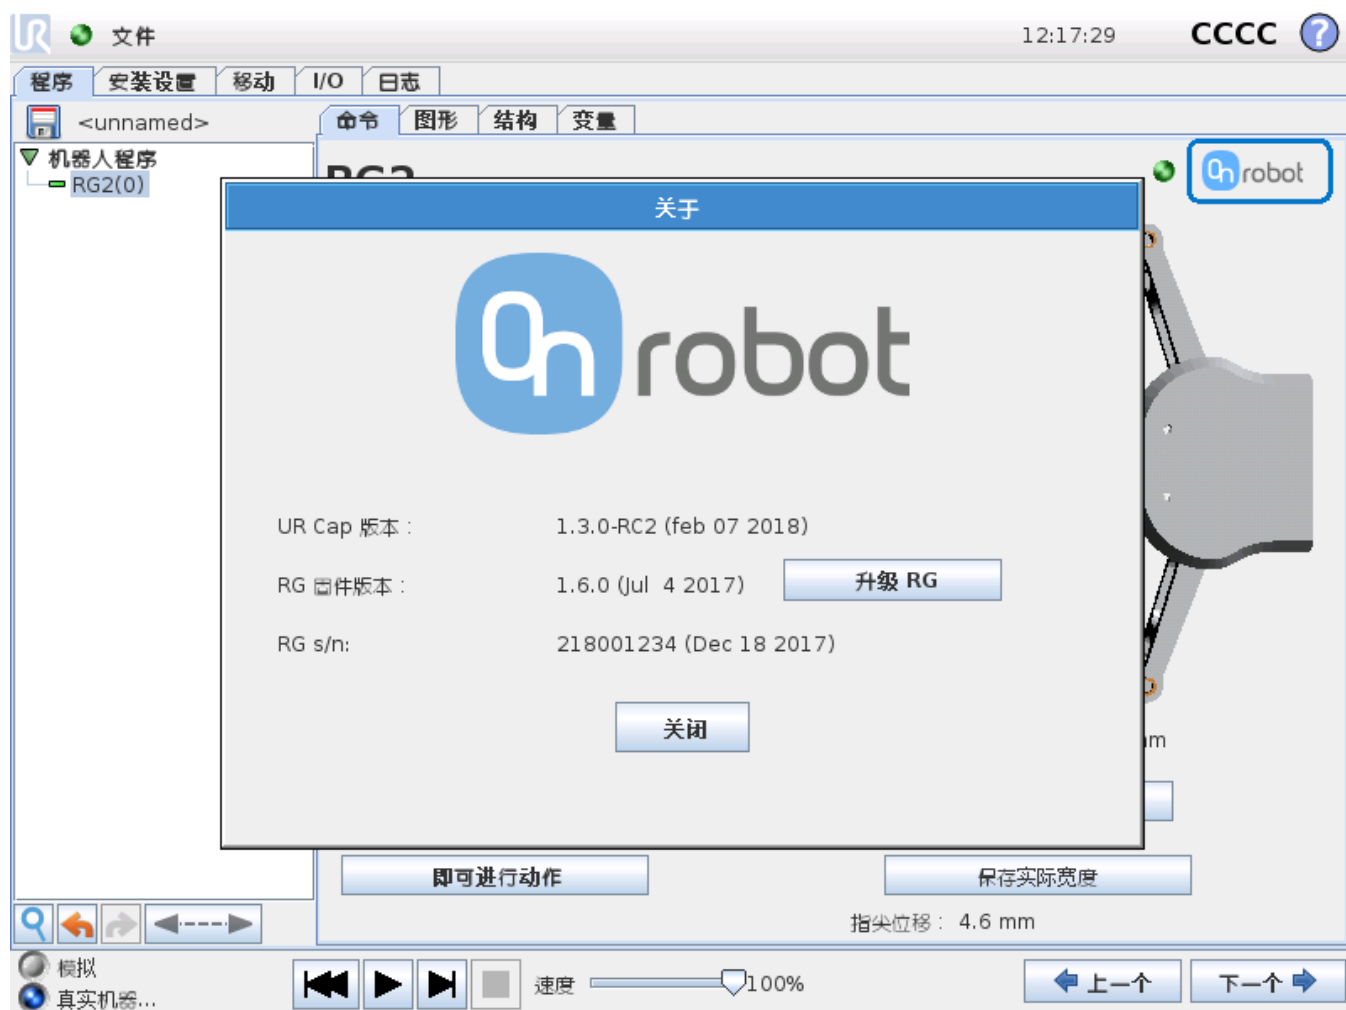 UR 文件 12:17:29 CCCC ?
程序 安装设置 移动 I/O 日志
<unnamed> 命令 图形 结构 变量
机器人程序
RG2(0)
RG2
On robot
关于
On robot
UR Cap 版本 : 1.3.0-RC2 (feb 07 2018)
RG 固件版本 : 1.6.0 (Jul 4 2017) 升级 RG
RG s/n: 218001234 (Dec 18 2017)
关闭
mm
即可进行动作 保存实际宽度
指尖位移 : 4.6 mm
模拟
真实机器... 速度 100% 上一个 下一个